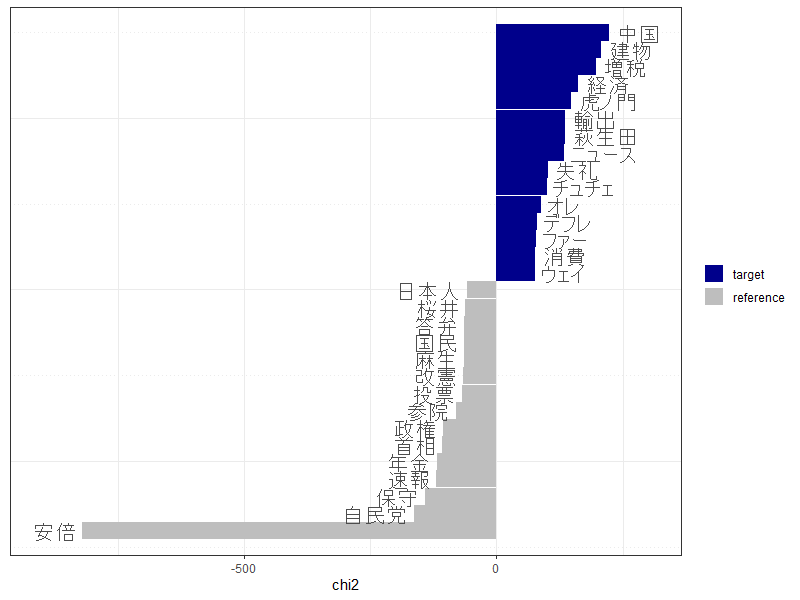 中国
建物
増税
経済
虎ノ門
輸出
萩生田
ニュース
失礼
チュチェ
オレ
デフレ
ファー
消費
ウェイ
日本人
桜井
答弁
国民
麻生
改憲
投票
参院
政権
首相
年金
速報
保守
自民党
安倍
-500
0
chi2
target
reference